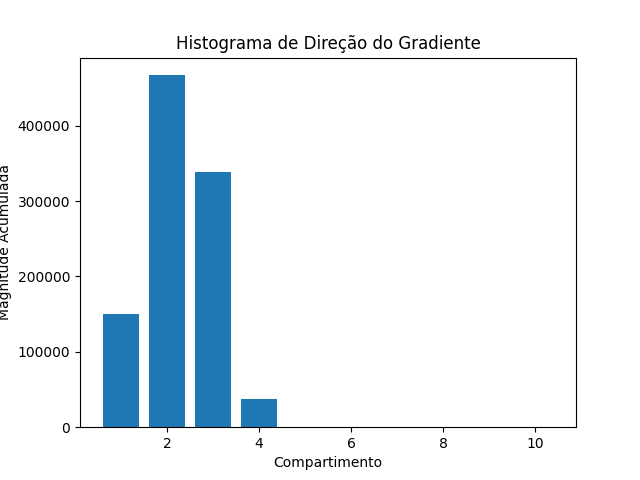 Histograma de Direção do Gradiente
Magnitude Acumulada
400000
300000
200000
100000
0
2 4 6 8 10
Compartimento